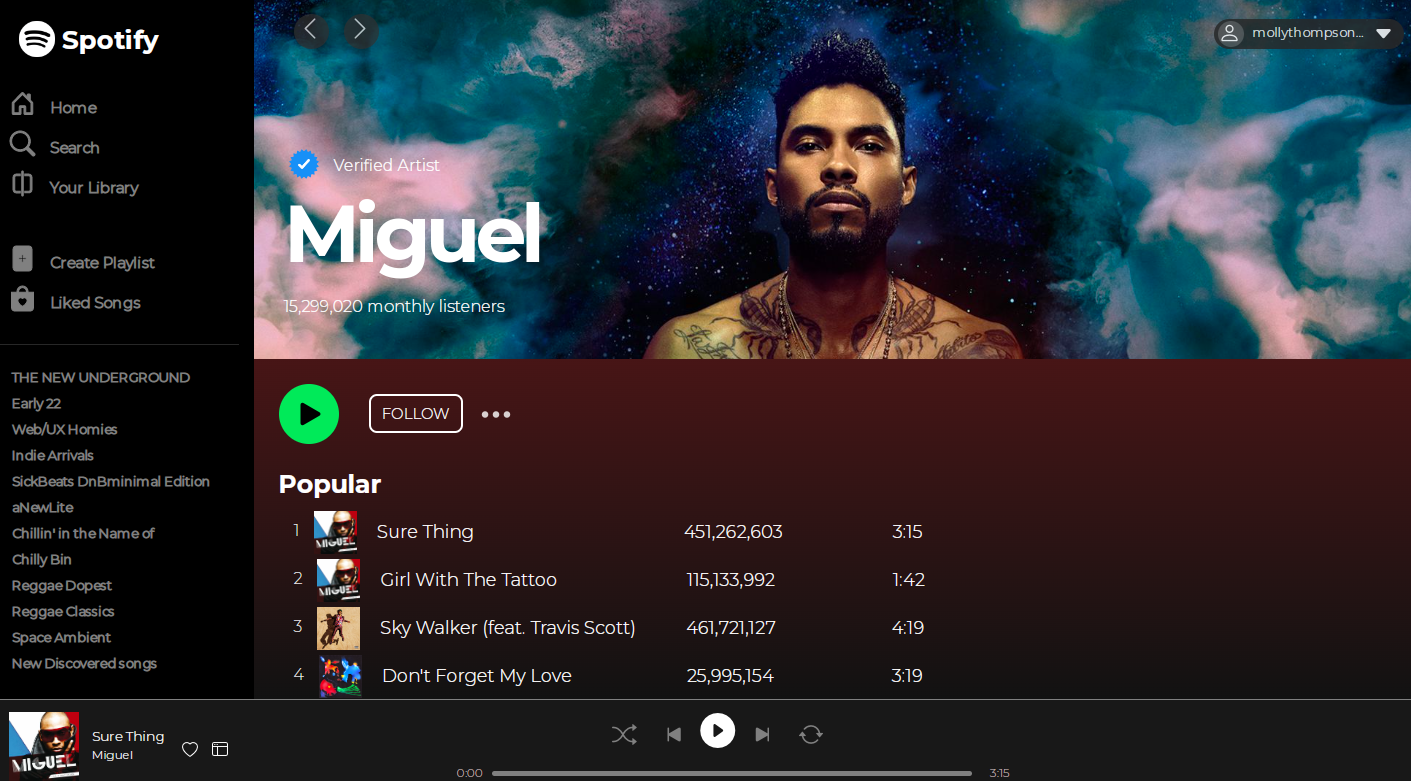 Spotify
mollythompson...
Home
Search
Your Library
Create Playlist
Liked Songs
THE NEW UNDERGROUND
Early 22
Web/UX Homies
Indie Arrivals
SickBeats DnBminimal Edition
aNewLite
Chillin' in the Name of
Chilly Bin
Reggae Dopest
Reggae Classics
Space Ambient
New Discovered songs
Verified Artist
Miguel
15,299,020 monthly listeners
FOLLOW
Popular
1 MIGUEL Sure Thing 451,262,603 3:15
2 MIGUEL Girl With The Tattoo 115,133,992 1:42
3 Sky Walker (feat. Travis Scott) 461,721,127 4:19
4 Don't Forget My Love 25,995,154 3:19
MIGUEL
Sure Thing
Miguel
0:00 3:15